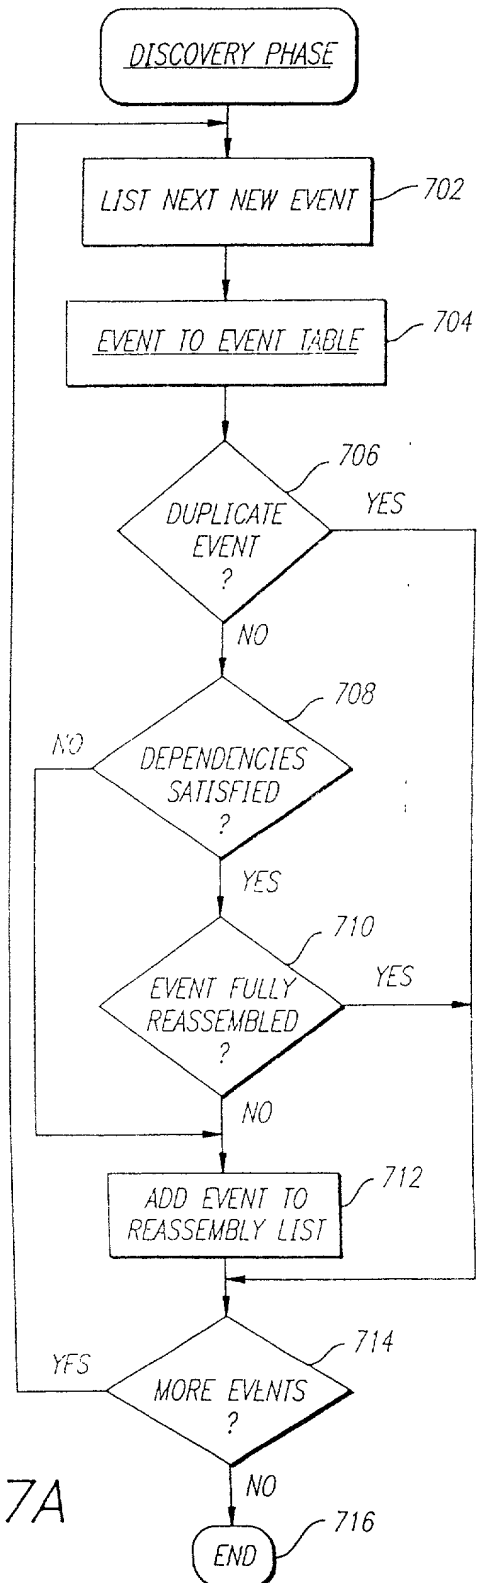 DISCOVERY PHASE
LIST NEXT NEW EVENT
702
EVENT TO EVENT TABLE
704
706
DUPLICATE
EVENT
?
YES
NO
708
NO
DEPENDENCIES
SATISFIED
?
YES
710
EVENT FULLY
REASSEMBLED
?
YES
NO
712
ADD EVENT TO
REASSEMBLY LIST
714
YES
MORE EVENTS
?
NO
7A
716
END